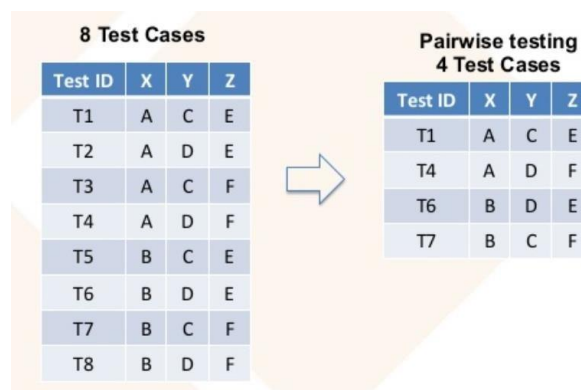 8 Test Cases
Test ID X Y Z
T1 A C E
T2 A D E
T3 A C F
T4 A D F
T5 B C E
T6 B D E
T7 B C F
T8 B D F
Pairwise testing
4 Test Cases
Test ID X Y Z
T1 A C E
T4 A D F
T6 B D E
T7 B C F